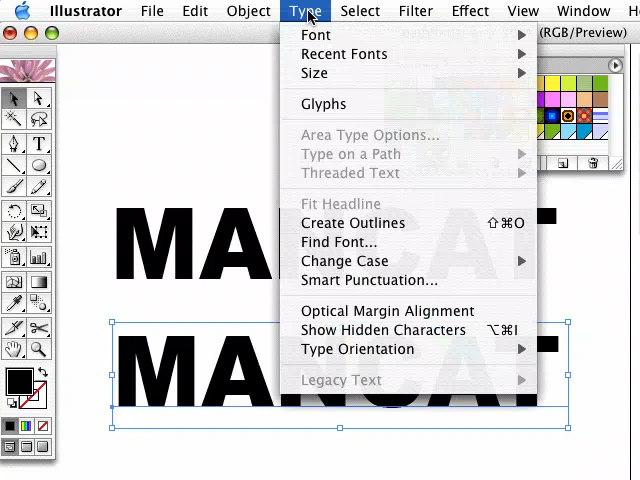 Illustrator File Edit Object Type Select Filter Effect View Window
(RGB/Preview)
Font
Recent Fonts
Size
Glyphs
Area Type Options...
Type on a Path
Threaded Text
Fit Headline
Create Outlines ⇧⌘O
Find Font...
Change Case
Smart Punctuation...
Optical Margin Alignment
Show Hidden Characters ⌥⌘I
Type Orientation
Legacy Text
MANCAT
MANCAT